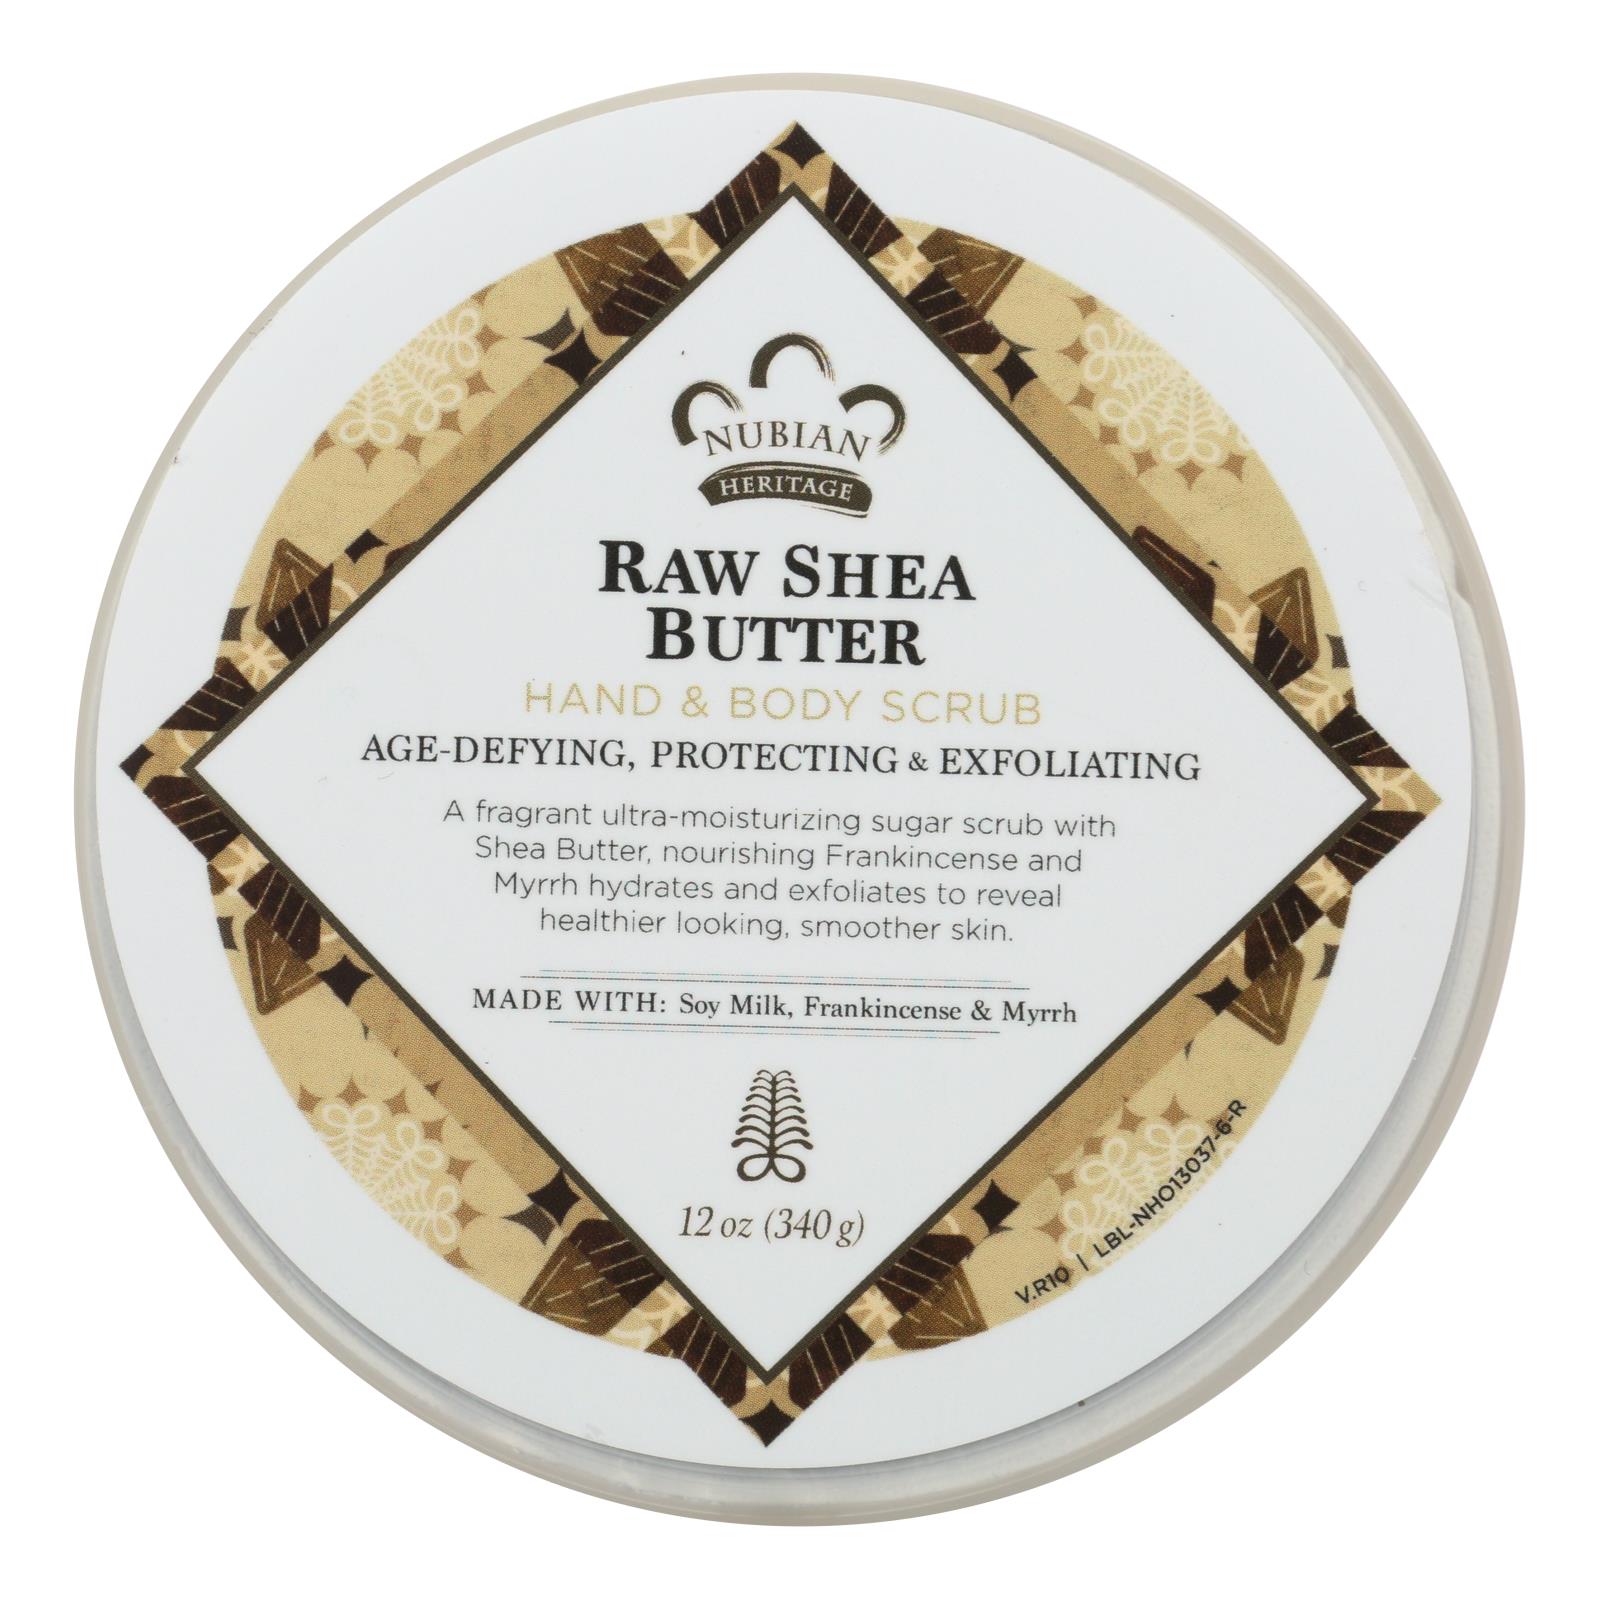 NUBIAN
HERITAGE
RAW SHEA
BUTTER
HAND & BODY SCRUB
AGE-DEFYING, PROTECTING & EXFOLIATING
A fragrant ultra-moisturizing sugar scrub with
Shea Butter, nourishing Frankincense and
Myrrh hydrates and exfoliates to reveal
healthier looking, smoother skin.
MADE WITH: Soy Milk, Frankincense & Myrrh
12 oz (340 g)
V.R10 | LBL-NHO13037-6-R